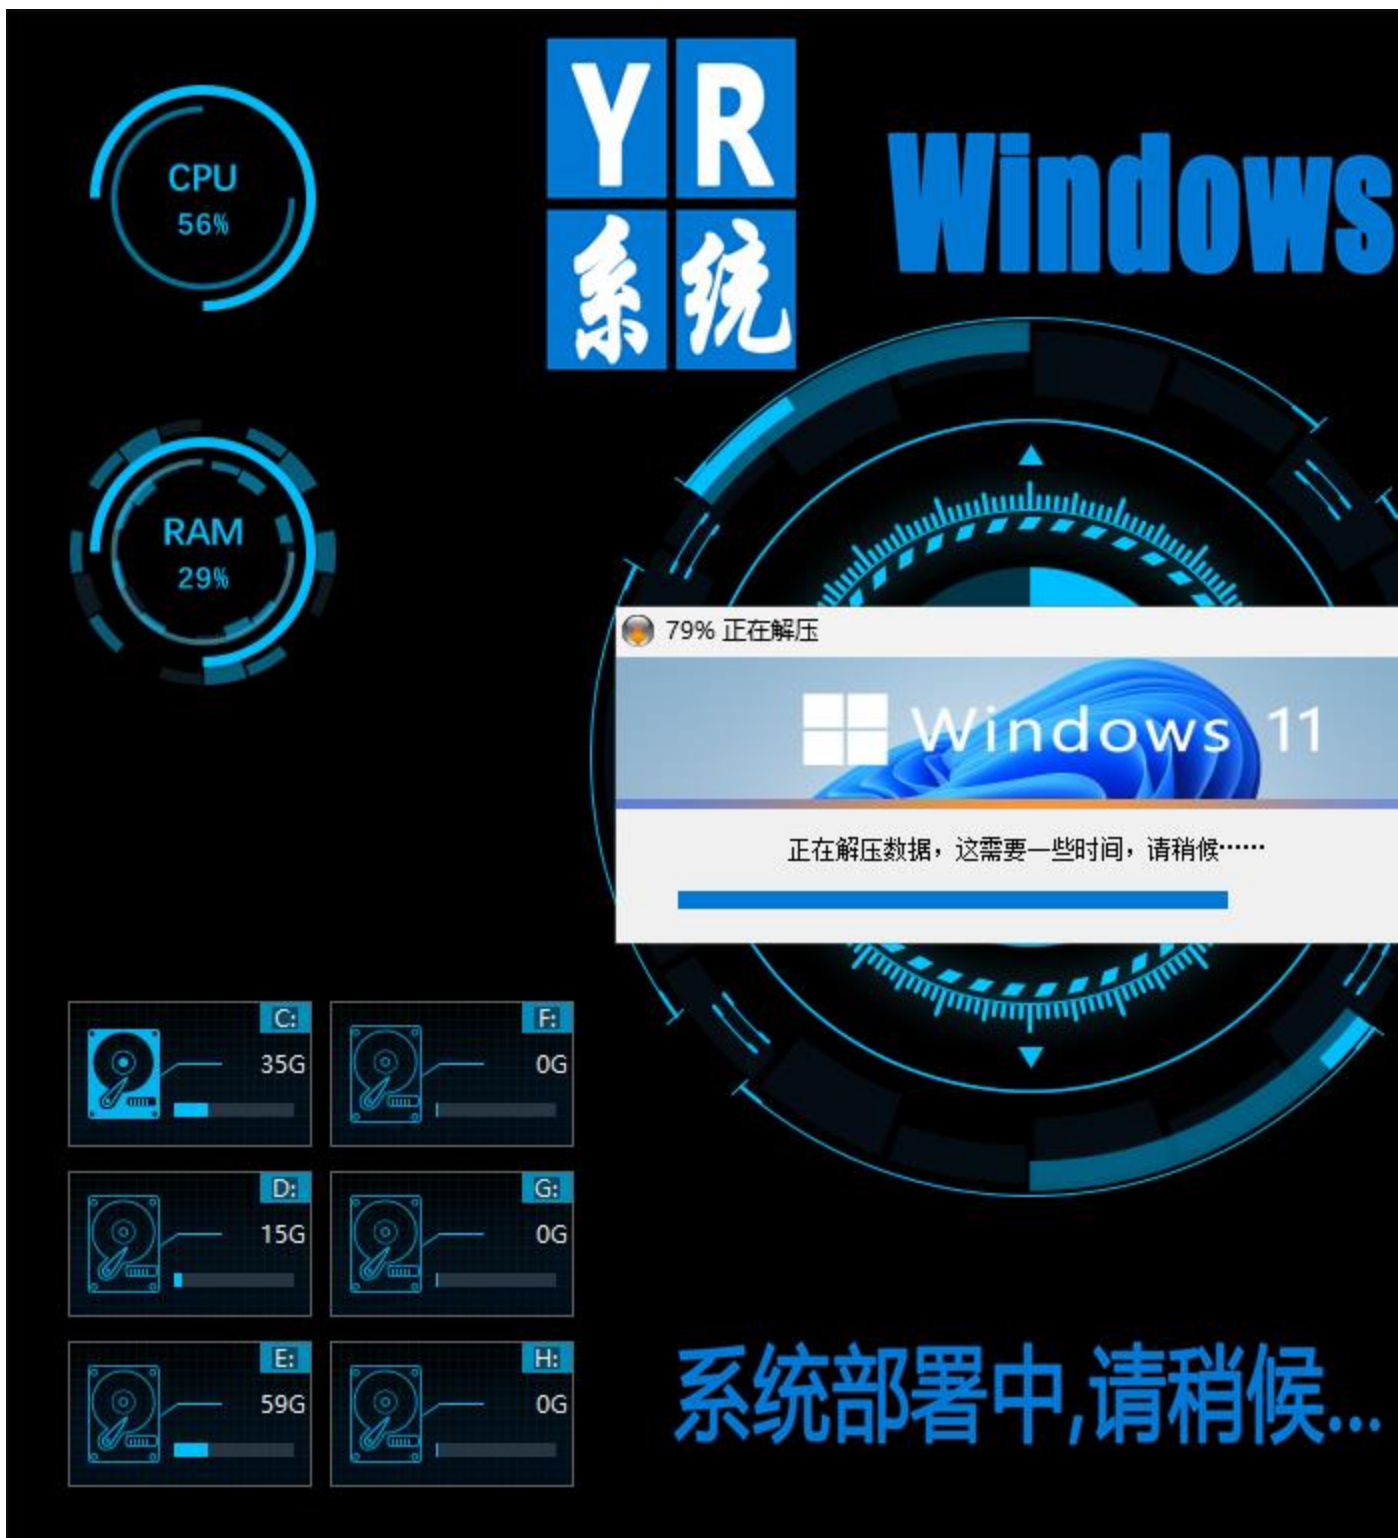 YR
系统
Windows
CPU
56%
RAM
29%
79% 正在解压
Windows 11
正在解压数据，这需要一些时间，请稍候……
C:
35G
F:
0G
D:
15G
G:
0G
E:
59G
H:
0G
系统部署中,请稍候...